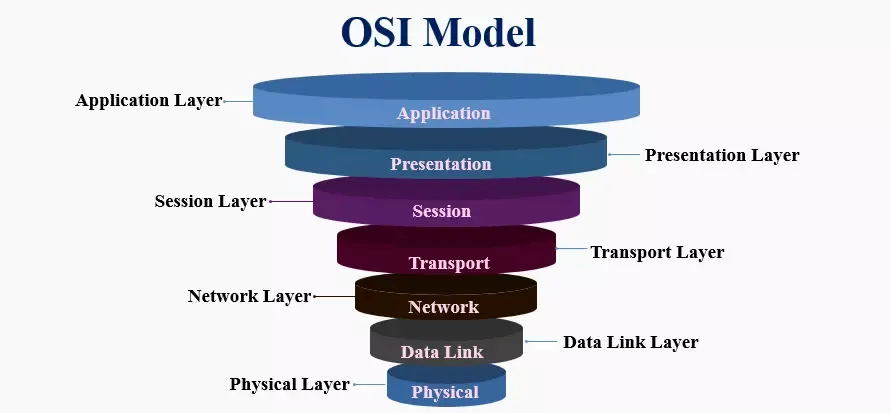 OSI Model
Application Layer
Application
Presentation
Presentation Layer
Session Layer
Session
Transport
Transport Layer
Network Layer
Network
Data Link
Data Link Layer
Physical Layer
Physical